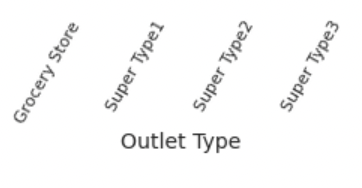 Grocery Store
Super Type1
Super Type2
Super Type3
Outlet Type